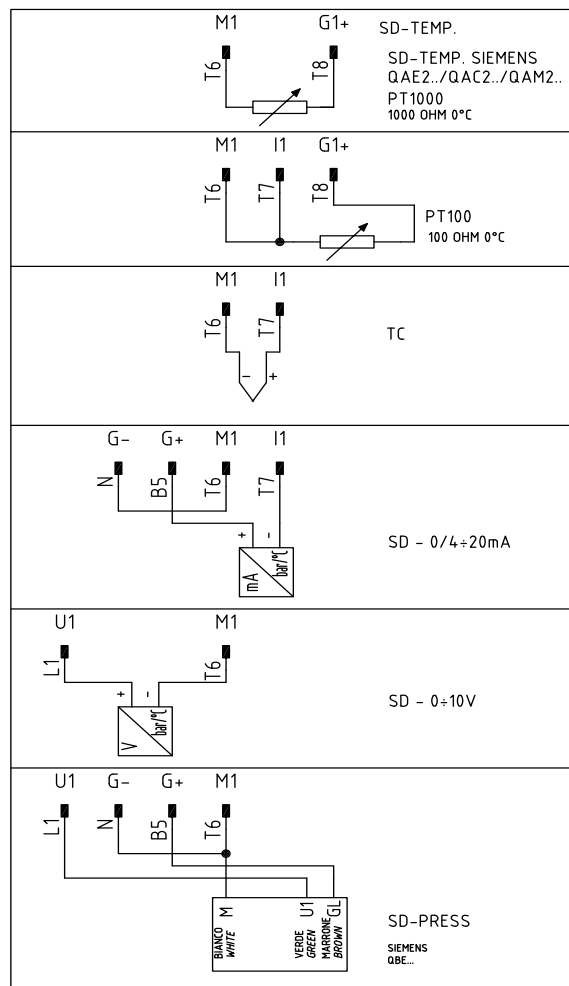 M1 G1+ SD-TEMP.
T6 T8 SD-TEMP. SIEMENS
QAE2../QAC2../QAM2..
PT1000
1000 OHM 0°C
M1 I1 G1+
T6 T7 T8
PT100
100 OHM 0°C
M1 I1
T6 T7 TC
- +
G- G+ M1 I1
N B5 T6 T7
+ -
mA bar/°C SD - 0/4÷20mA
U1 M1
L1 T6
+ - SD - 0÷10V
V bar/°C
U1 G- G+ M1
L1 N B5 T6
M U1 GL
BIANCO VERDE MARRONE SD-PRESS
WHITE GREEN BROWN
SIEMENS
QBE...